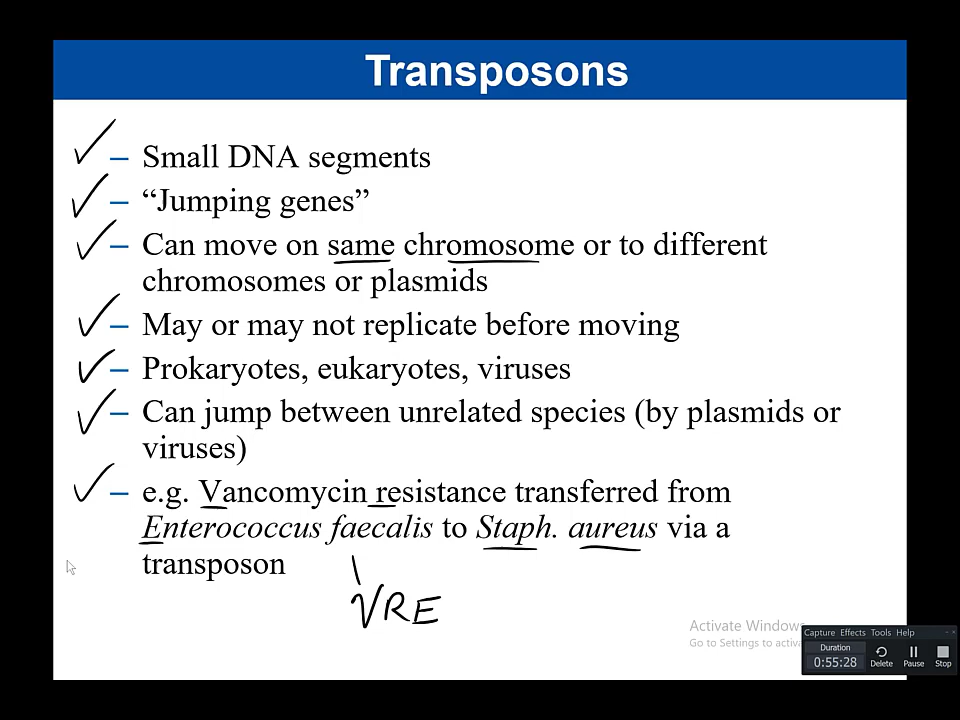 Transposons
– Small DNA segments
– “Jumping genes”
– Can move on same chromosome or to different
chromosomes or plasmids
– May or may not replicate before moving
– Prokaryotes, eukaryotes, viruses
– Can jump between unrelated species (by plasmids or
viruses)
– e.g. Vancomycin resistance transferred from
Enterococcus faecalis to Staph. aureus via a
transposon
VRE
Activate Windows
Go to Settings to activa
Capture Effects Tools Help
Duration
0:55:28
Delete Pause Stop